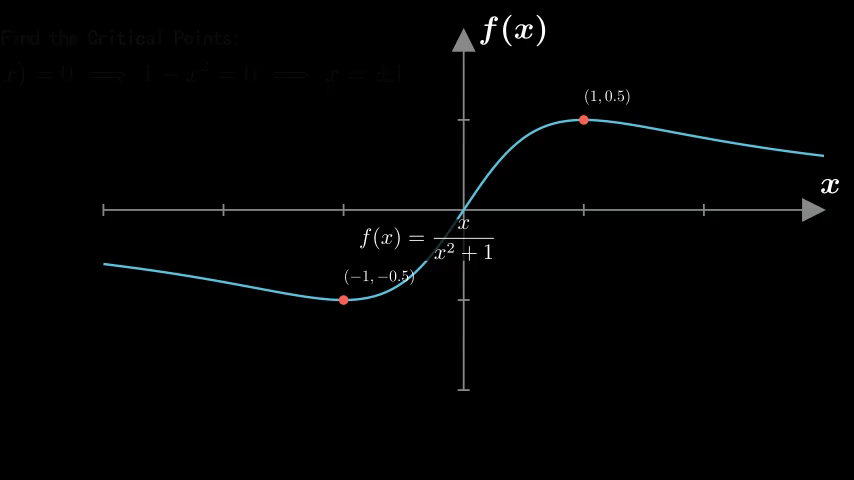 Find the Critical Points:
x) = 0 ⟹ 1 − x² = 0 ⟹ x = ±1
f(x)
(1, 0.5)
x
f(x) = x / (x² + 1)
(−1, −0.5)